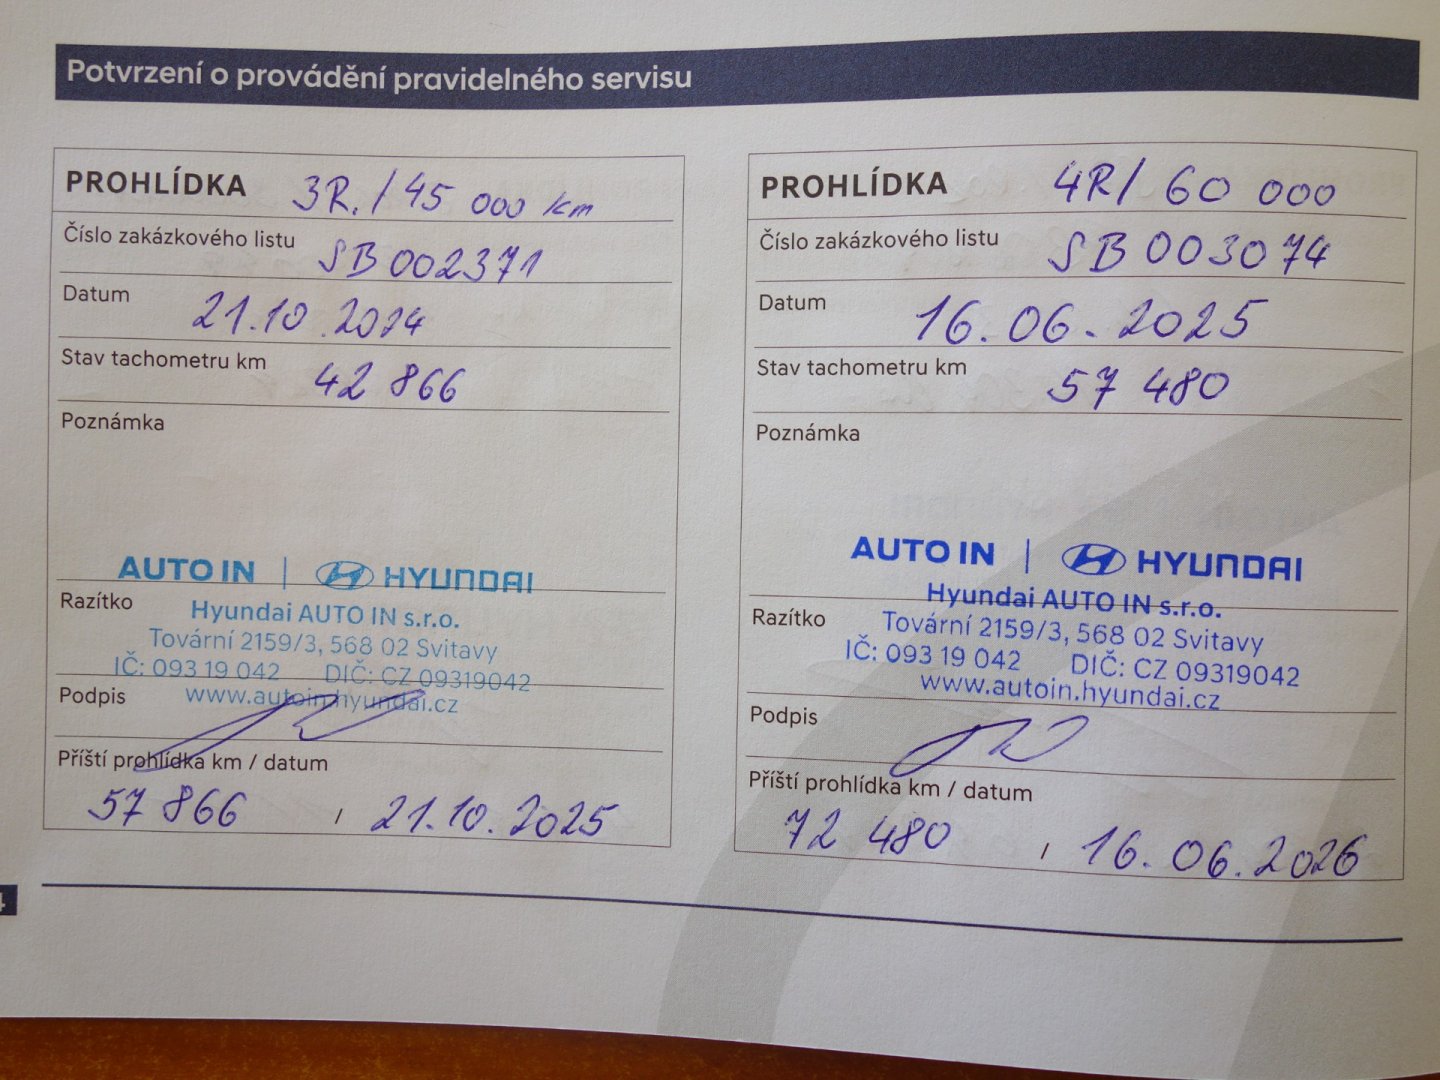 Potvrzení o provádění pravidelného servisu
PROHLÍDKA 3R./45 000 km
Číslo zakázkového listu SB002371
Datum 21.10.2024
Stav tachometru km 42 866
Poznámka
AUTO IN | HYUNDAI
Razítko
Hyundai AUTO IN s.r.o.
Tovární 2159/3, 568 02 Svitavy
IČ: 093 19 042 DIČ: CZ 09319042
www.autoin.hyundai.cz
Podpis
Příští prohlídka km / datum
57 866 / 21.10.2025
PROHLÍDKA 4R/ 60 000
Číslo zakázkového listu SB003074
Datum 16.06.2025
Stav tachometru km 57 480
Poznámka
AUTO IN | HYUNDAI
Hyundai AUTO IN s.r.o.
Razítko
Tovární 2159/3, 568 02 Svitavy
IČ: 093 19 042 DIČ: CZ 09319042
www.autoin.hyundai.cz
Podpis
Příští prohlídka km / datum
72 480 / 16.06.2026